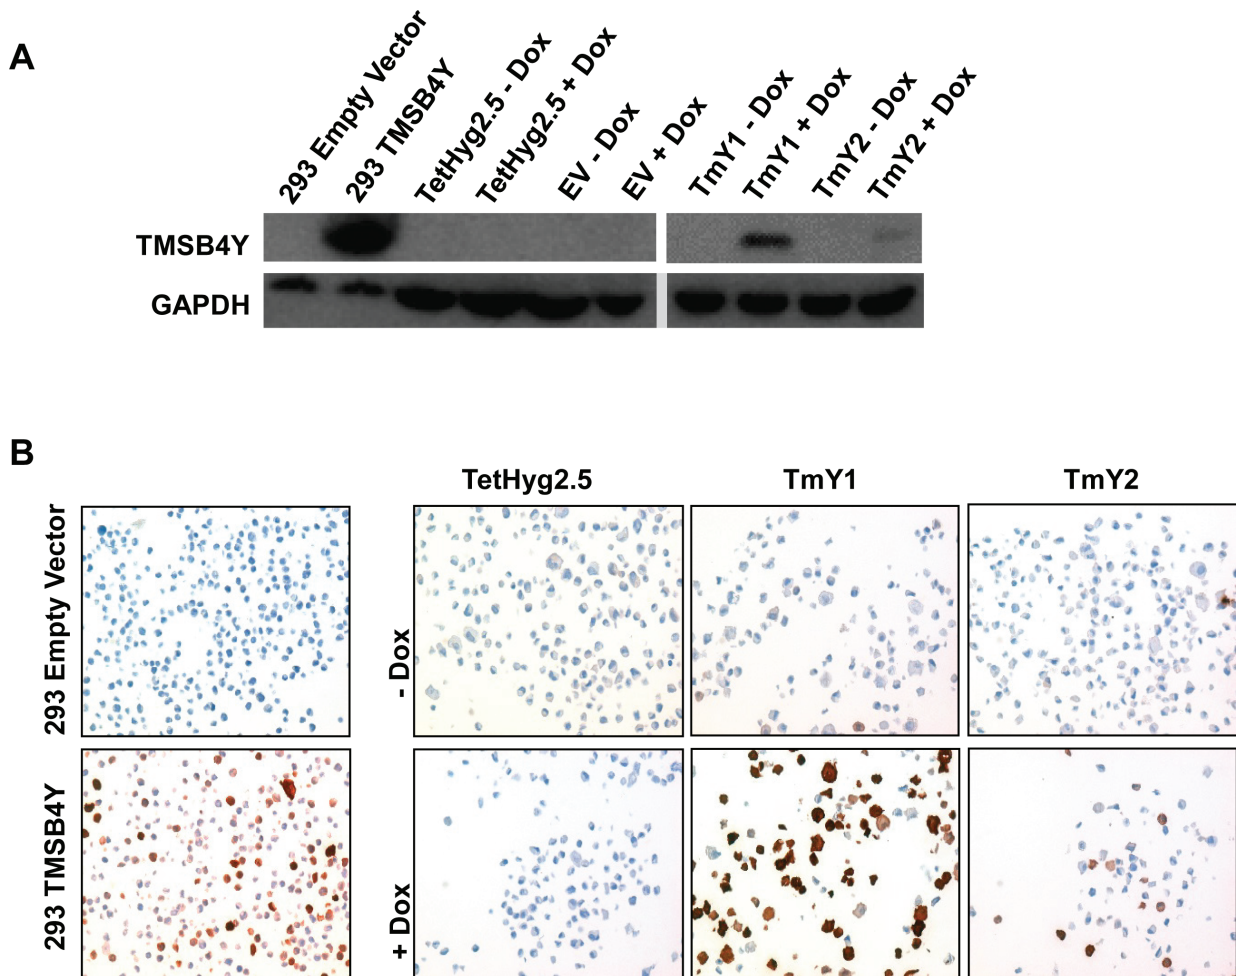 A
293 Empty Vector
293 TMSB4Y
TetHyg2.5 - Dox
TetHyg2.5 + Dox
EV - Dox
EV + Dox
TmY1 - Dox
TmY1 + Dox
TmY2 - Dox
TmY2 + Dox
TMSB4Y
GAPDH
B
TetHyg2.5
TmY1
TmY2
293 Empty Vector
- Dox
293 TMSB4Y
+ Dox